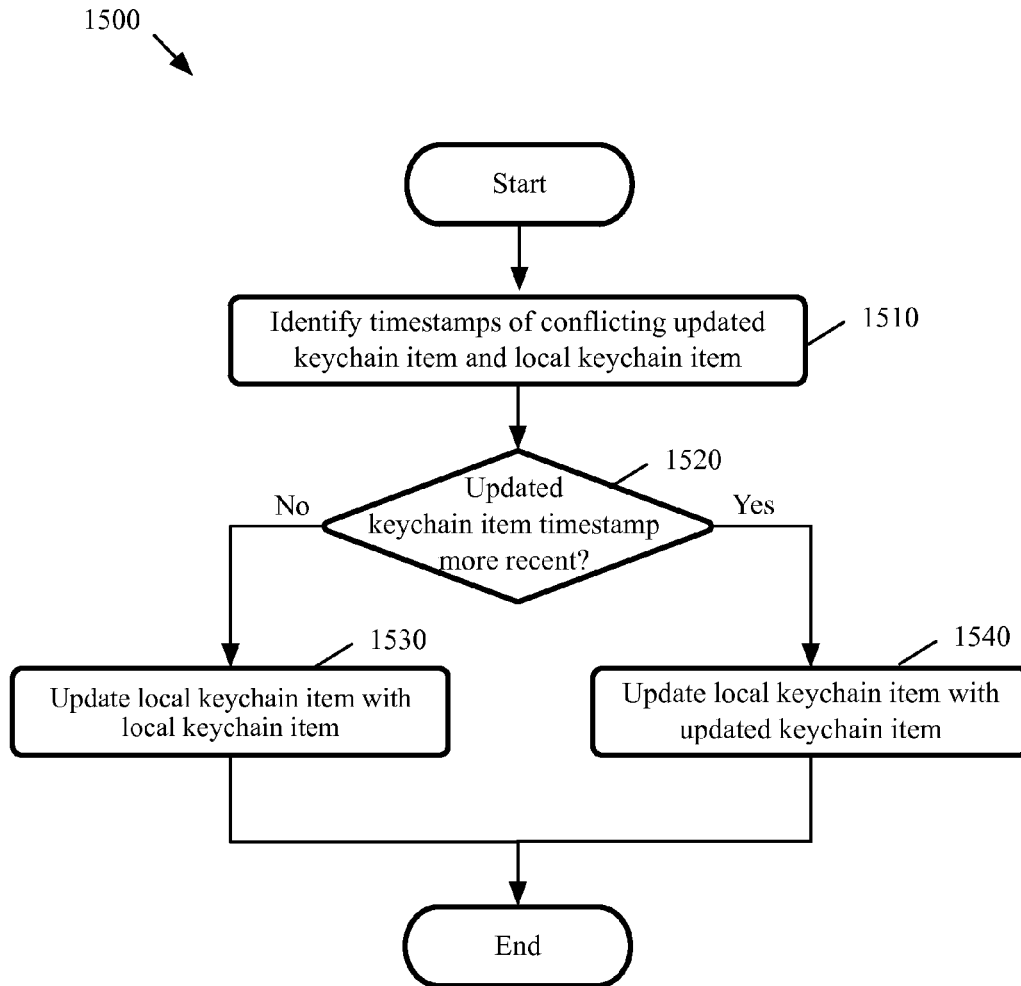 1500
Start
Identify timestamps of conflicting updated
keychain item and local keychain item
1510
1520
Updated
keychain item timestamp
more recent?
No
Yes
1530
Update local keychain item with
local keychain item
1540
Update local keychain item with
updated keychain item
End